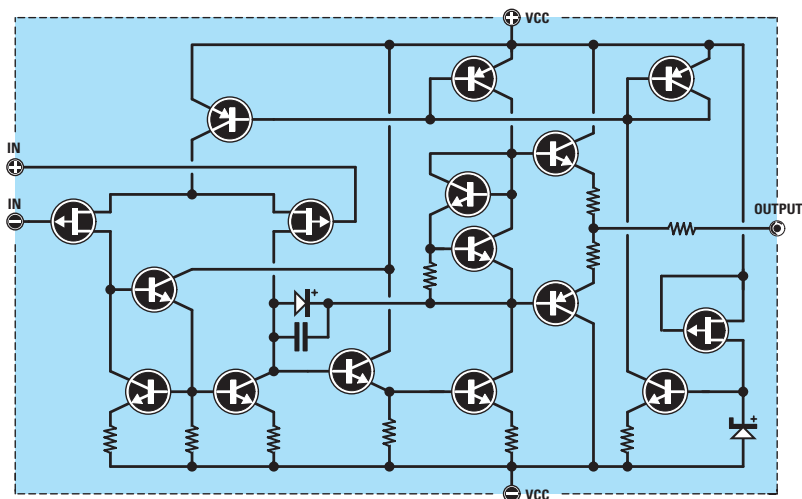 + VCC
IN
+
IN
−
OUTPUT
+
+
− VCC